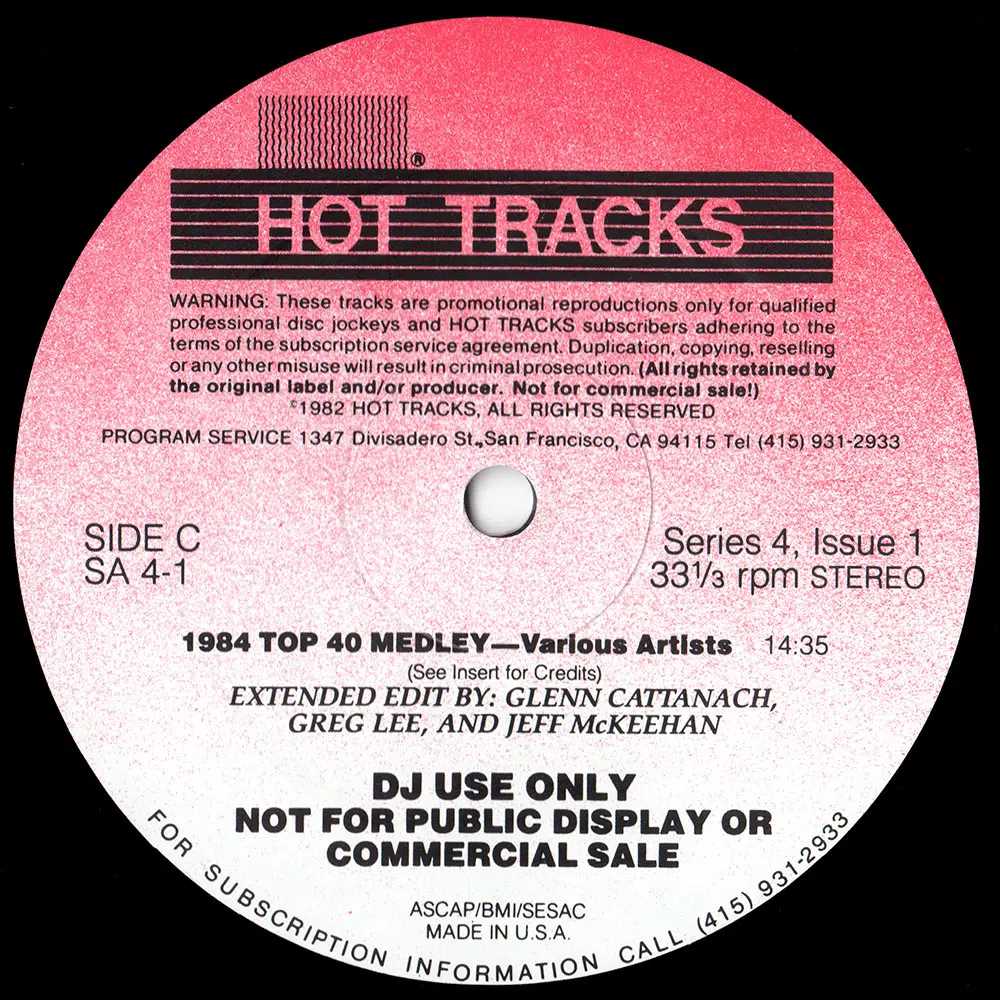 ®
HOT TRACKS
WARNING: These tracks are promotional reproductions only for qualified
professional disc jockeys and HOT TRACKS subscribers adhering to the
terms of the subscription service agreement. Duplication, copying, reselling
or any other misuse will result in criminal prosecution. (All rights retained by
the original label and/or producer. Not for commercial sale!)
©1982 HOT TRACKS, ALL RIGHTS RESERVED
PROGRAM SERVICE 1347 Divisadero St., San Francisco, CA 94115 Tel (415) 931-2933
SIDE C
SA 4-1
Series 4, Issue 1
33⅓ rpm STEREO
1984 TOP 40 MEDLEY—Various Artists 14:35
(See Insert for Credits)
EXTENDED EDIT BY: GLENN CATTANACH,
GREG LEE, AND JEFF McKEEHAN
DJ USE ONLY
NOT FOR PUBLIC DISPLAY OR
COMMERCIAL SALE
ASCAP/BMI/SESAC
MADE IN U.S.A.
FOR SUBSCRIPTION INFORMATION CALL (415) 931-2933